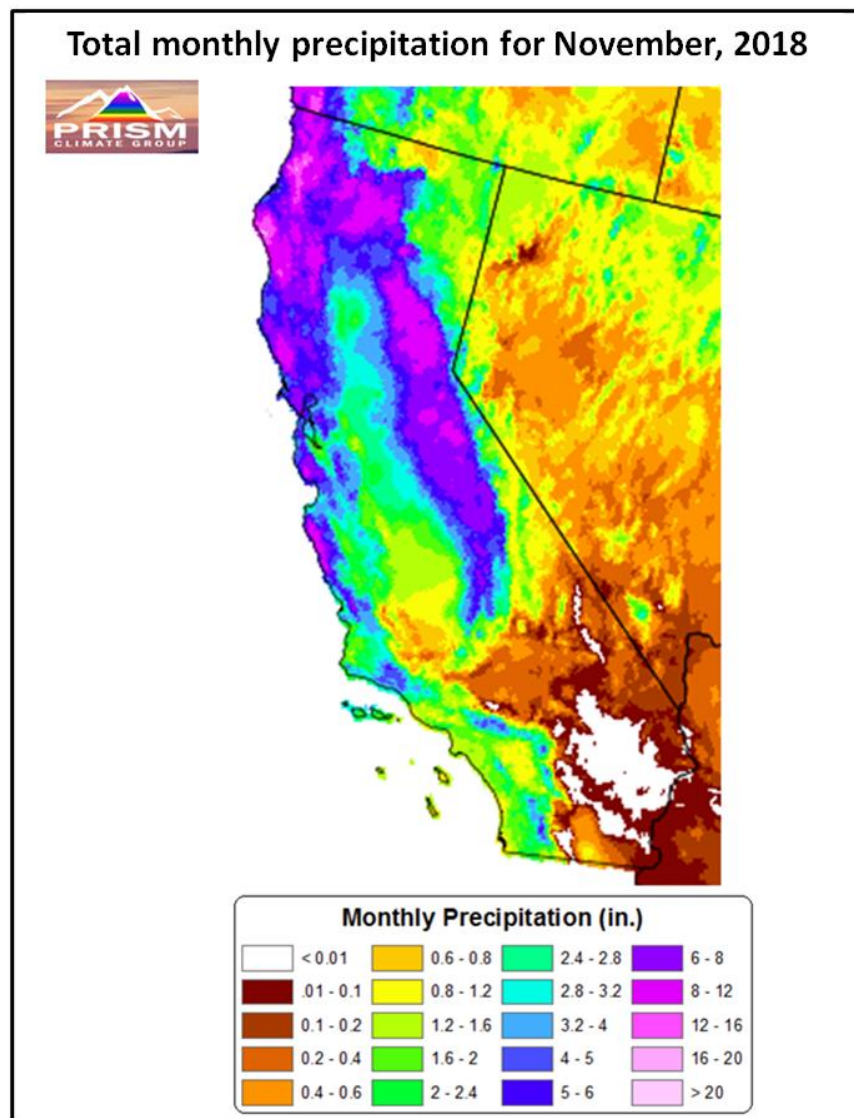 Total monthly precipitation for November, 2018
PRISM
CLIMATE GROUP
Monthly Precipitation (in.)
< 0.01
.01 - 0.1
0.1 - 0.2
0.2 - 0.4
0.4 - 0.6
0.6 - 0.8
0.8 - 1.2
1.2 - 1.6
1.6 - 2
2 - 2.4
2.4 - 2.8
2.8 - 3.2
3.2 - 4
4 - 5
5 - 6
6 - 8
8 - 12
12 - 16
16 - 20
> 20